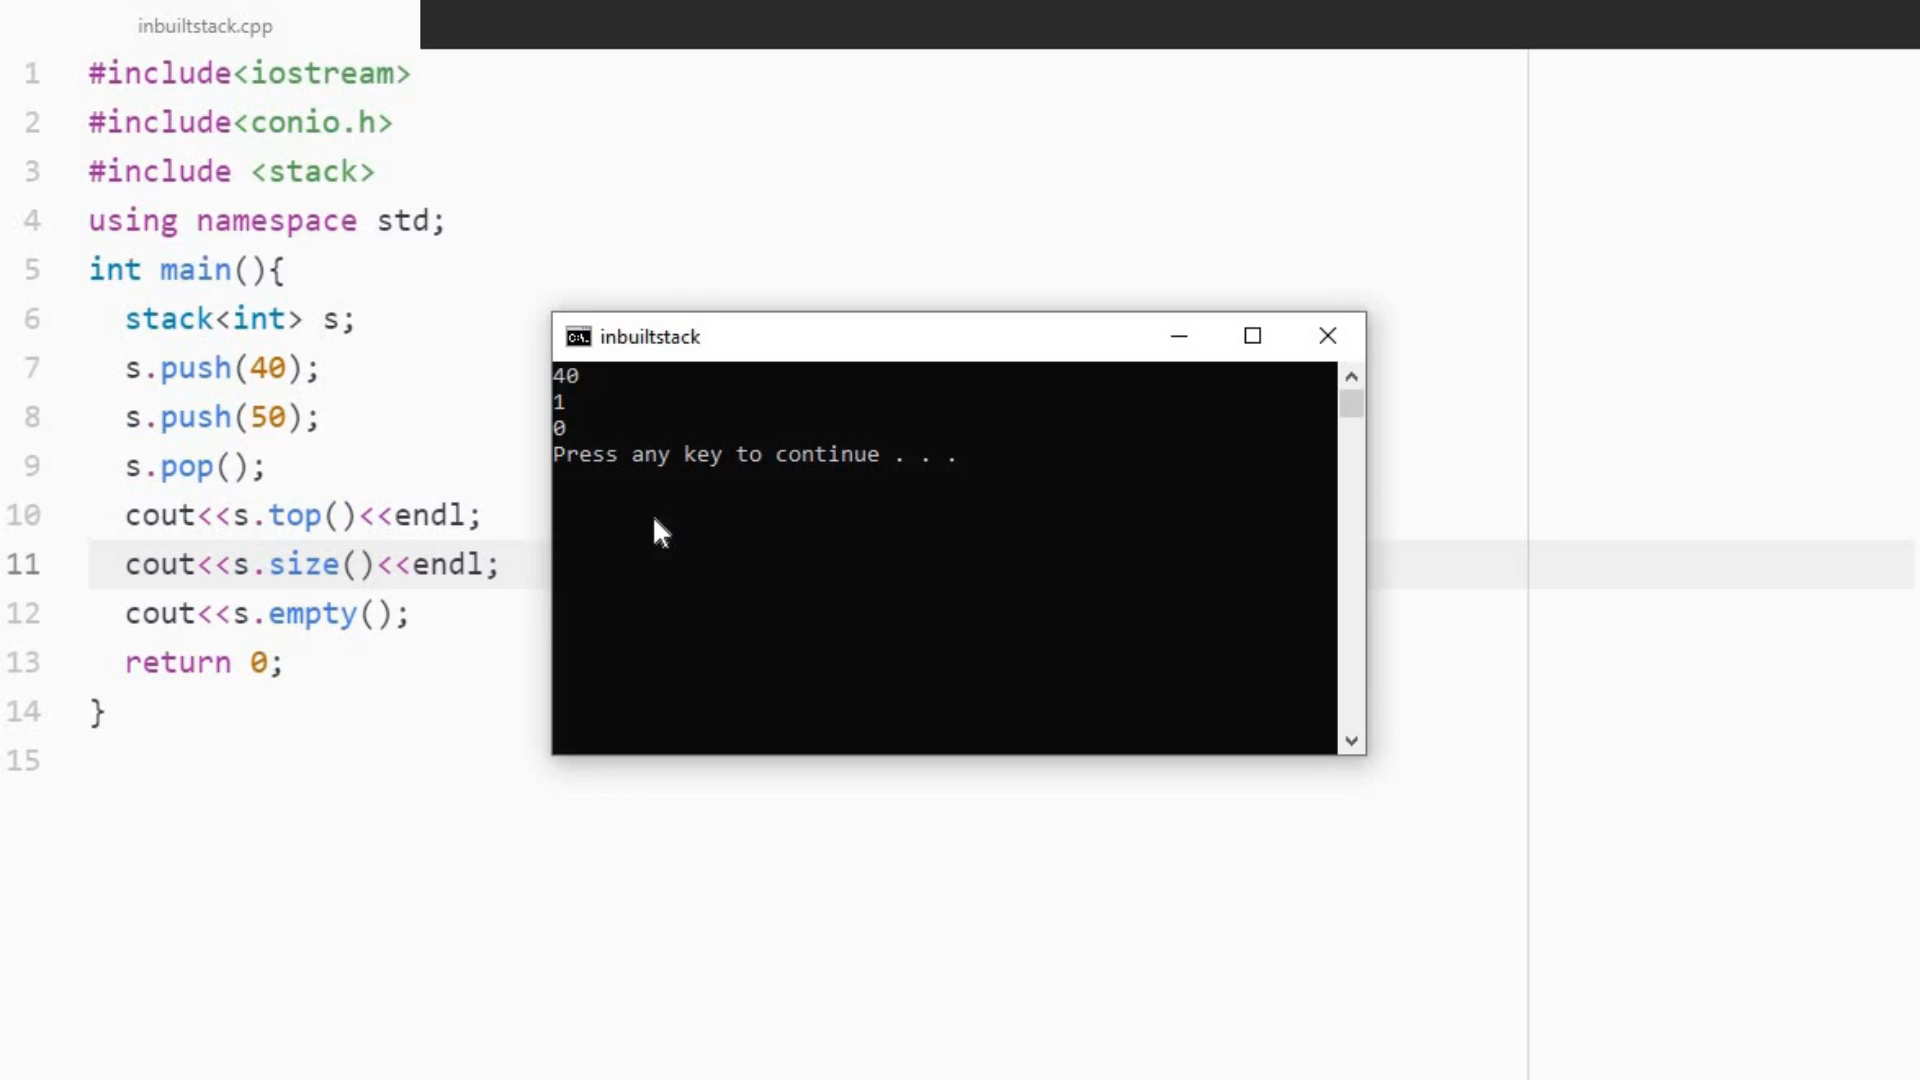 inbuiltstack.cpp
1 #include<iostream>
2 #include<conio.h>
3 #include <stack>
4 using namespace std;
5 int main(){
6 stack<int> s;
7 s.push(40);
8 s.push(50);
9 s.pop();
10 cout<<s.top()<<endl;
11 cout<<s.size()<<endl;
12 cout<<s.empty();
13 return 0;
14 }
15
C:\. inbuiltstack
40
1
0
Press any key to continue . . .